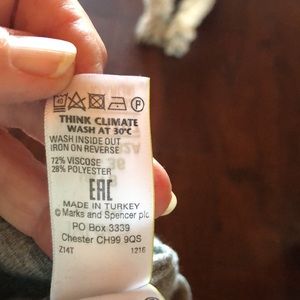 40 P
THINK CLIMATE
WASH AT 30°C
WASH INSIDE OUT
IRON ON REVERSE
72% VISCOSE
28% POLYESTER
EAC
MADE IN TURKEY
© Marks and Spencer plc
PO Box 3339
Chester CH99 9QS
Z14T 1216